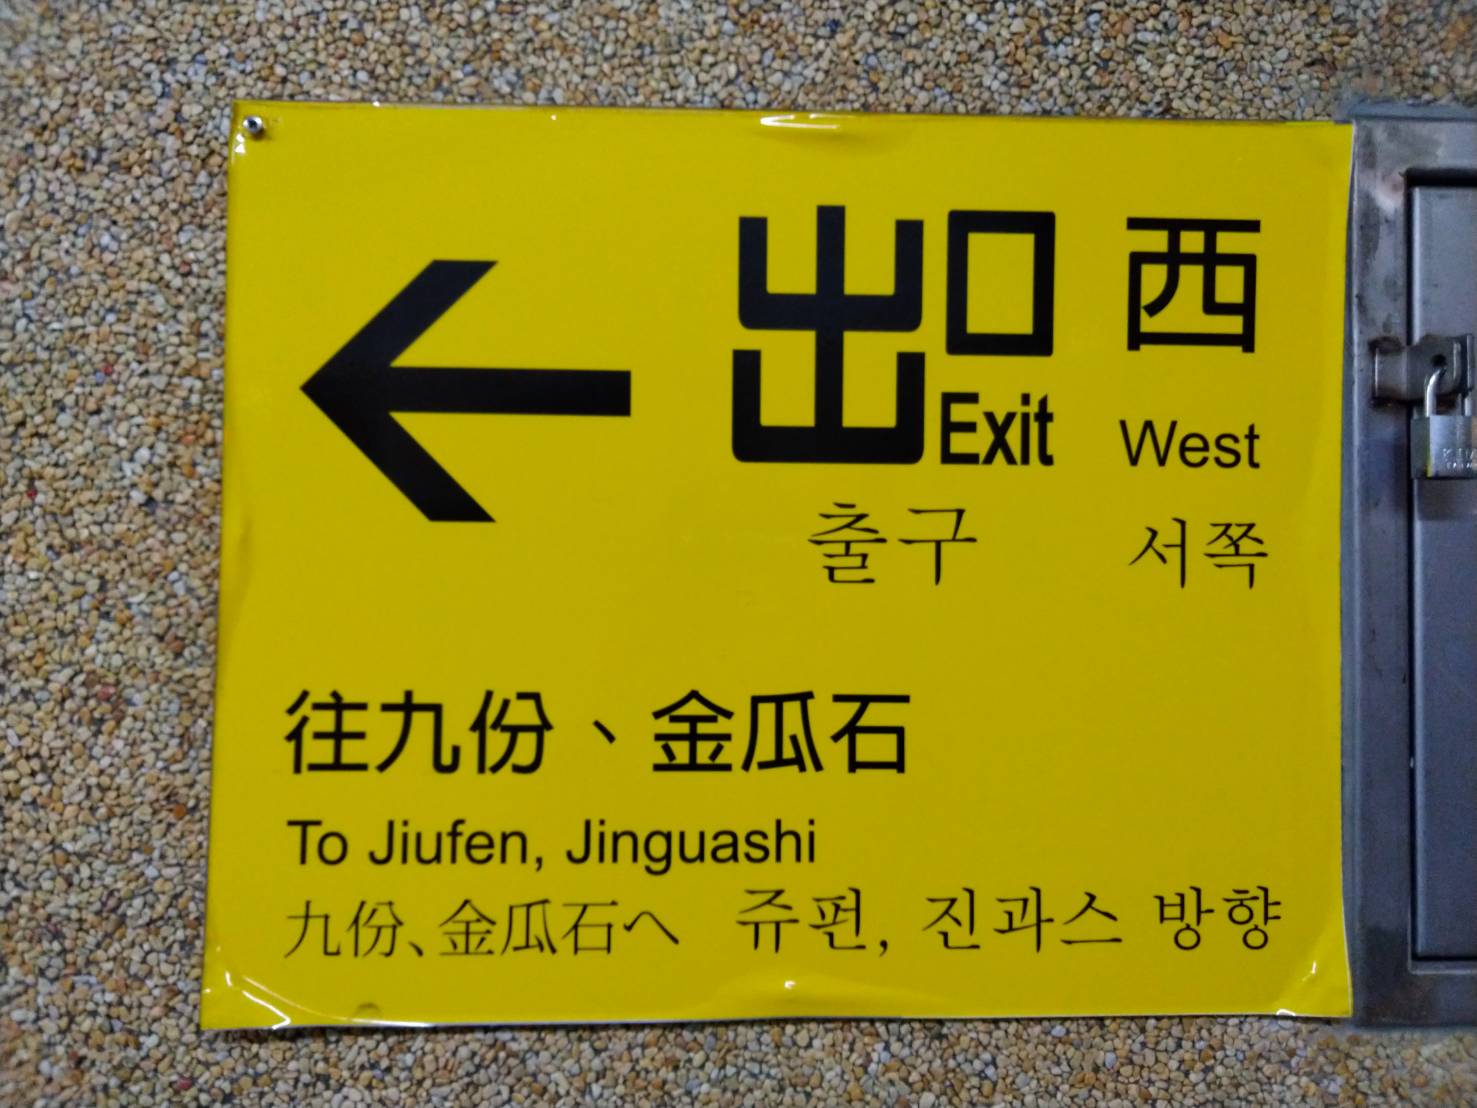 出口 西
Exit West
출구 서쪽
往九份、金瓜石
To Jiufen, Jinguashi
九份、金瓜石へ 쥬펀, 진과스 방향